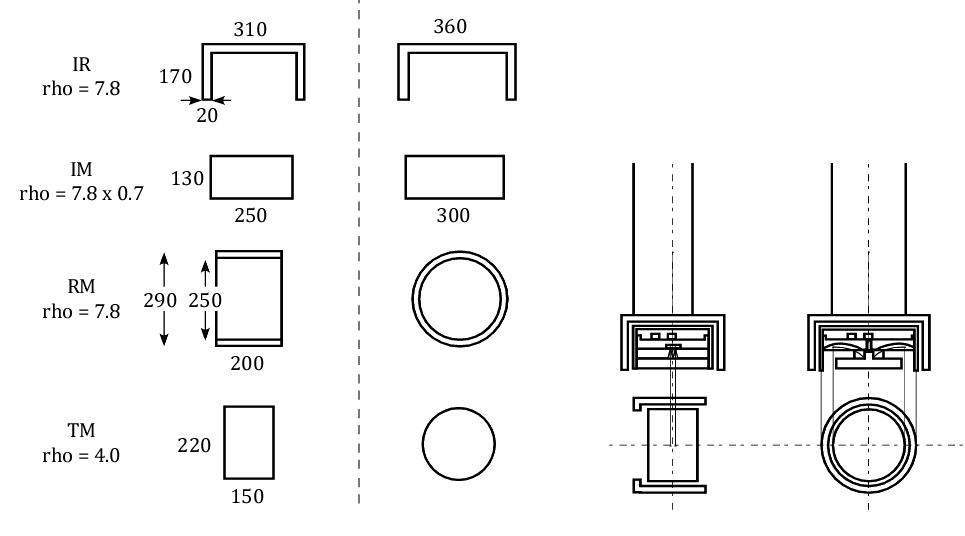 310
360
IR
rho = 7.8
170
20
IM
rho = 7.8 x 0.7
130
250
300
RM
rho = 7.8
290
250
200
TM
rho = 4.0
220
150